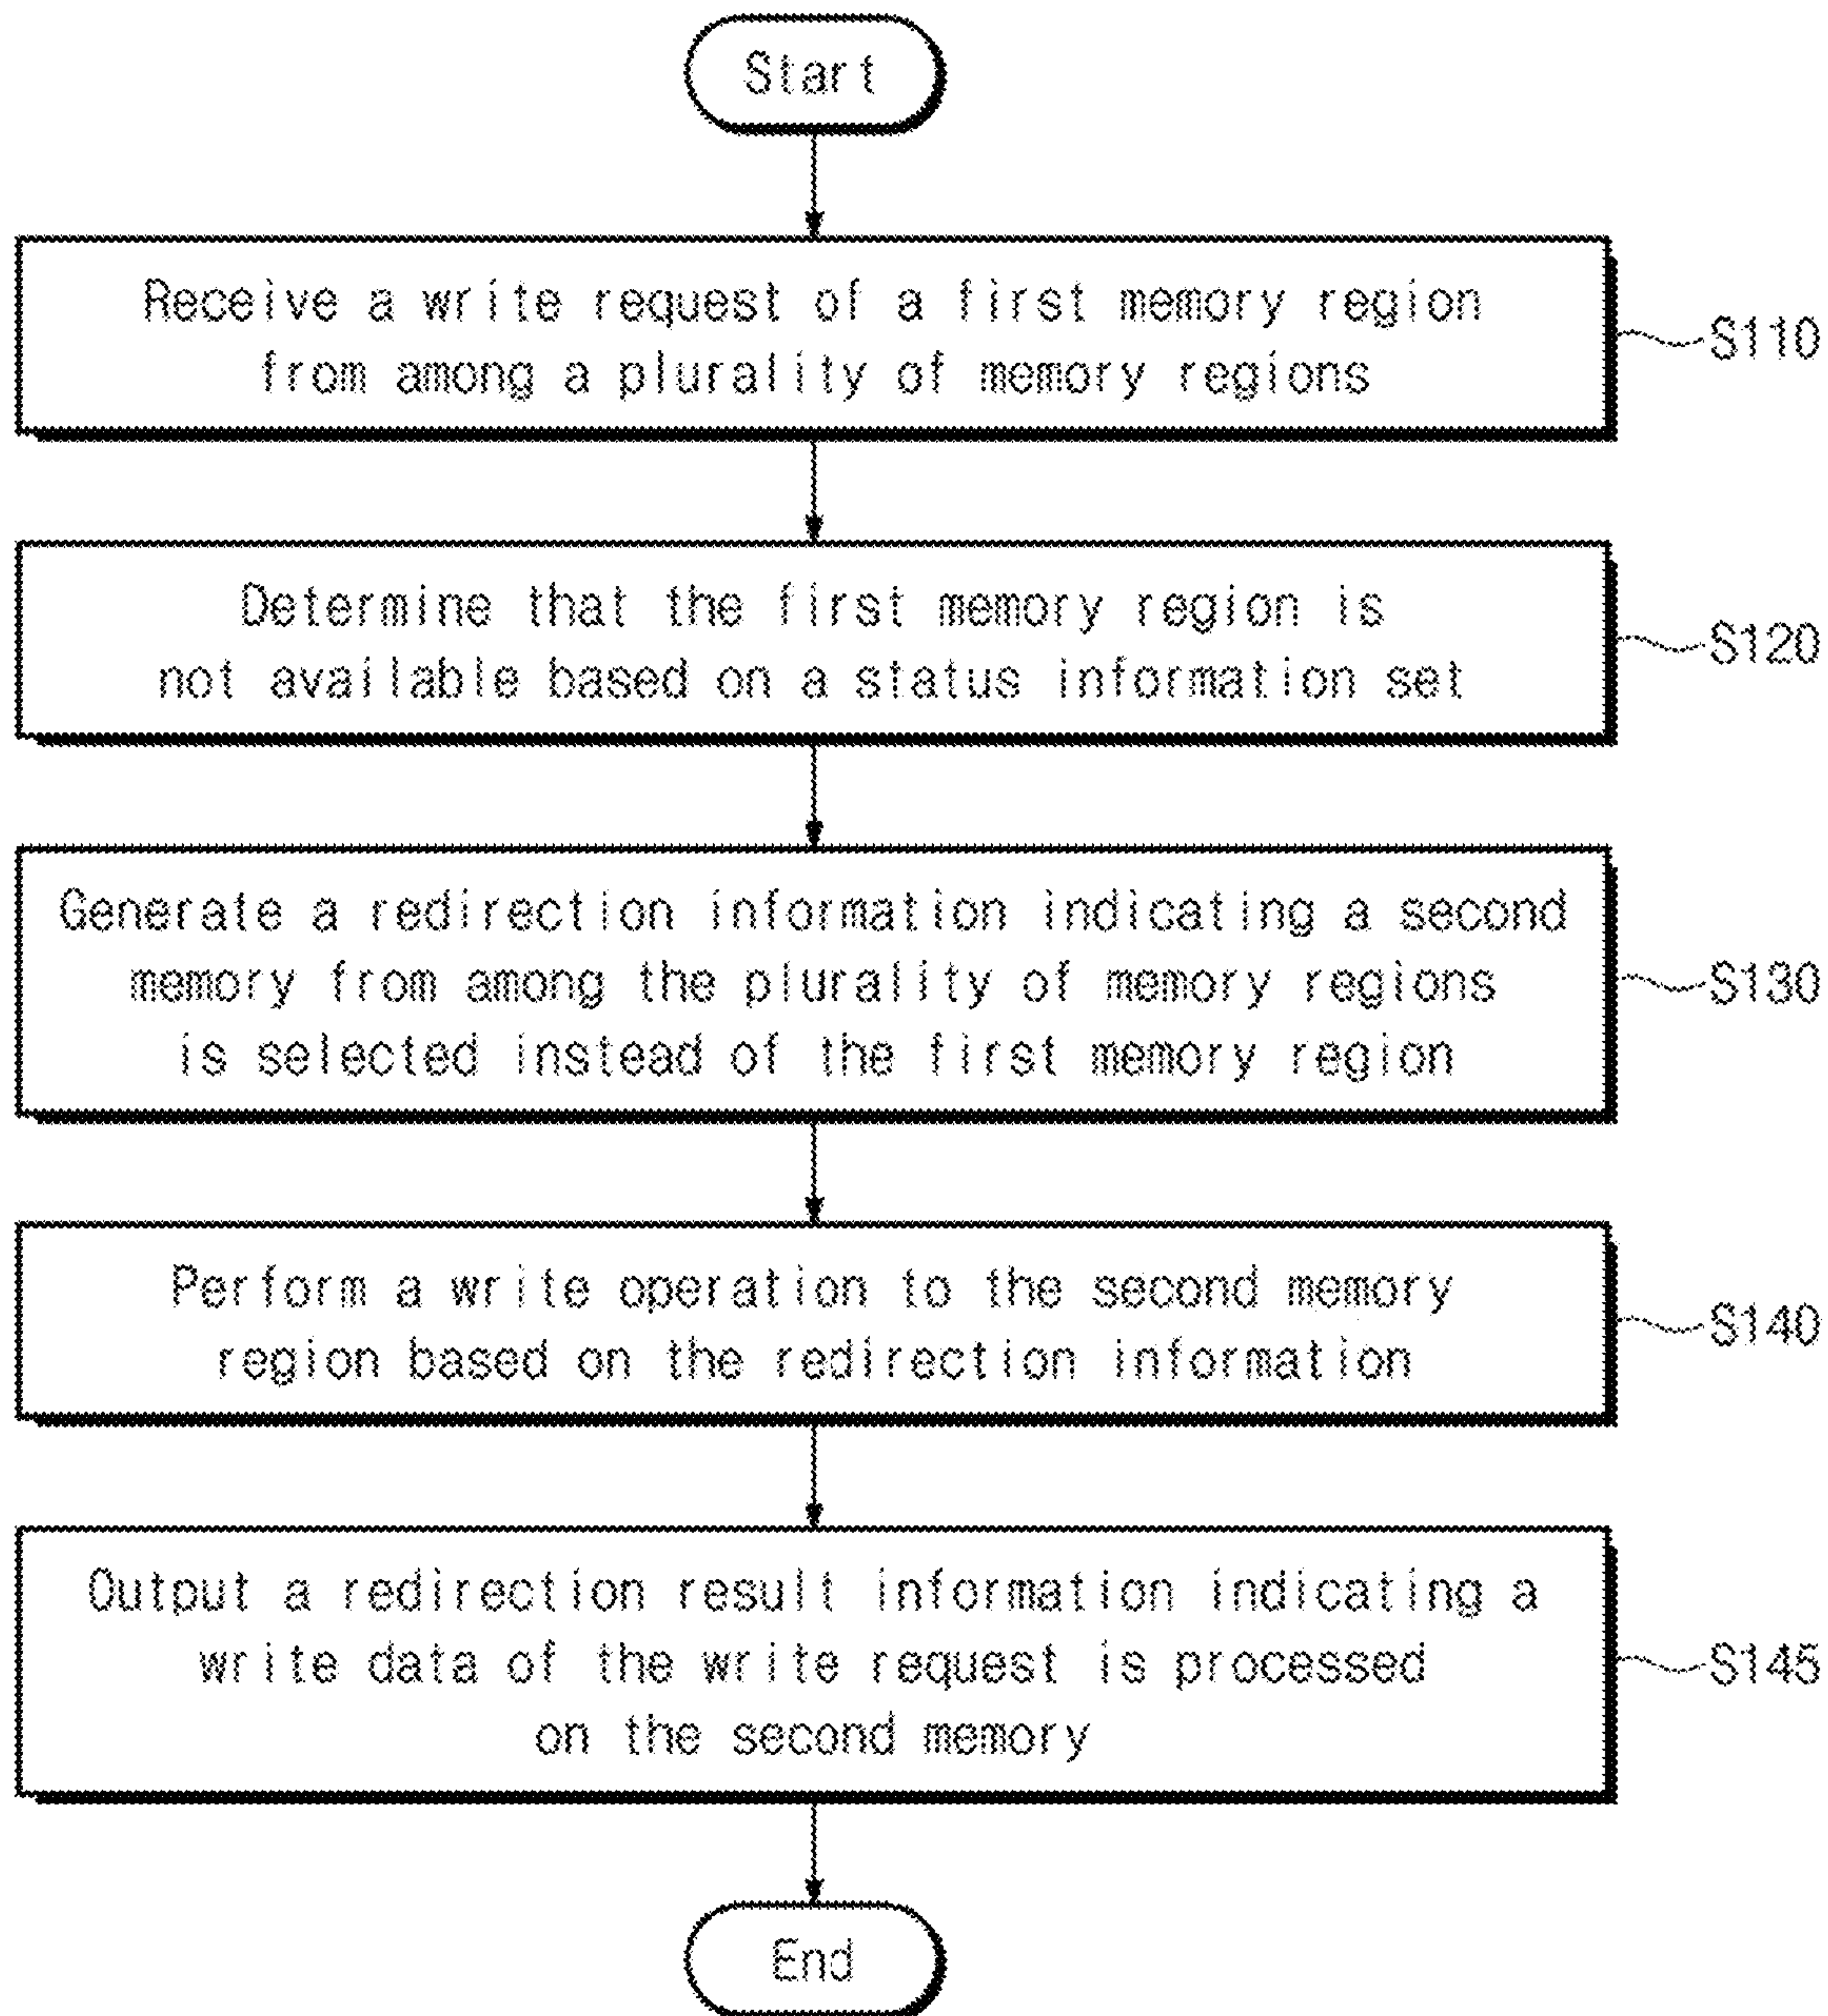 Start
Receive a write request of a first memory region
from among a plurality of memory regions
S110
Determine that the first memory region is
not available based on a status information set
S120
Generate a redirection information indicating a second
memory from among the plurality of memory regions
is selected instead of the first memory region
S130
Perform a write operation to the second memory
region based on the redirection information
S140
Output a redirection result information indicating a
write data of the write request is processed
on the second memory
S145
End